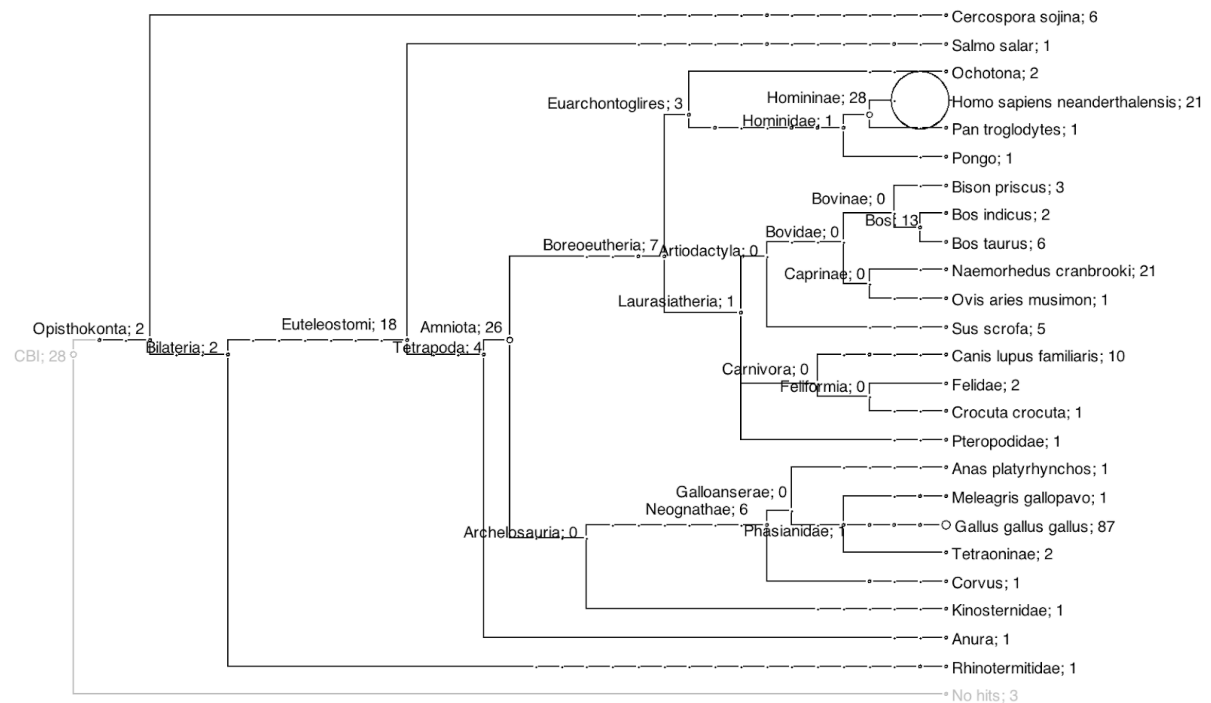 Cercospora sojina; 6
Salmo salar; 1
Ochotona; 2
Euarchontoglires; 3
Homininae; 28
Homo sapiens neanderthalensis; 21
Hominidae; 1
Pan troglodytes; 1
Pongo; 1
Bison priscus; 3
Bovinae; 0
Bos indicus; 2
Bos; 13
Bovidae; 0
Bos taurus; 6
Boreoeutheria; 7
Artiodactyla; 0
Caprinae; 0
Naemorhedus cranbrooki; 21
Laurasiatheria; 1
Ovis aries musimon; 1
Opisthokonta; 2
Euteleostomi; 18
Amniota; 26
Sus scrofa; 5
CBI; 28
Bilateria; 2
Tetrapoda; 4
Canis lupus familiaris; 10
Carnivora; 0
Feliformia; 0
Felidae; 2
Crocuta crocuta; 1
Pteropodidae; 1
Anas platyrhynchos; 1
Galloanserae; 0
Meleagris gallopavo; 1
Neognathae; 6
Archelosauria; 0
Phasianidae; 1
Gallus gallus gallus; 87
Tetraoninae; 2
Corvus; 1
Kinosternidae; 1
Anura; 1
Rhinotermitidae; 1
No hits; 3